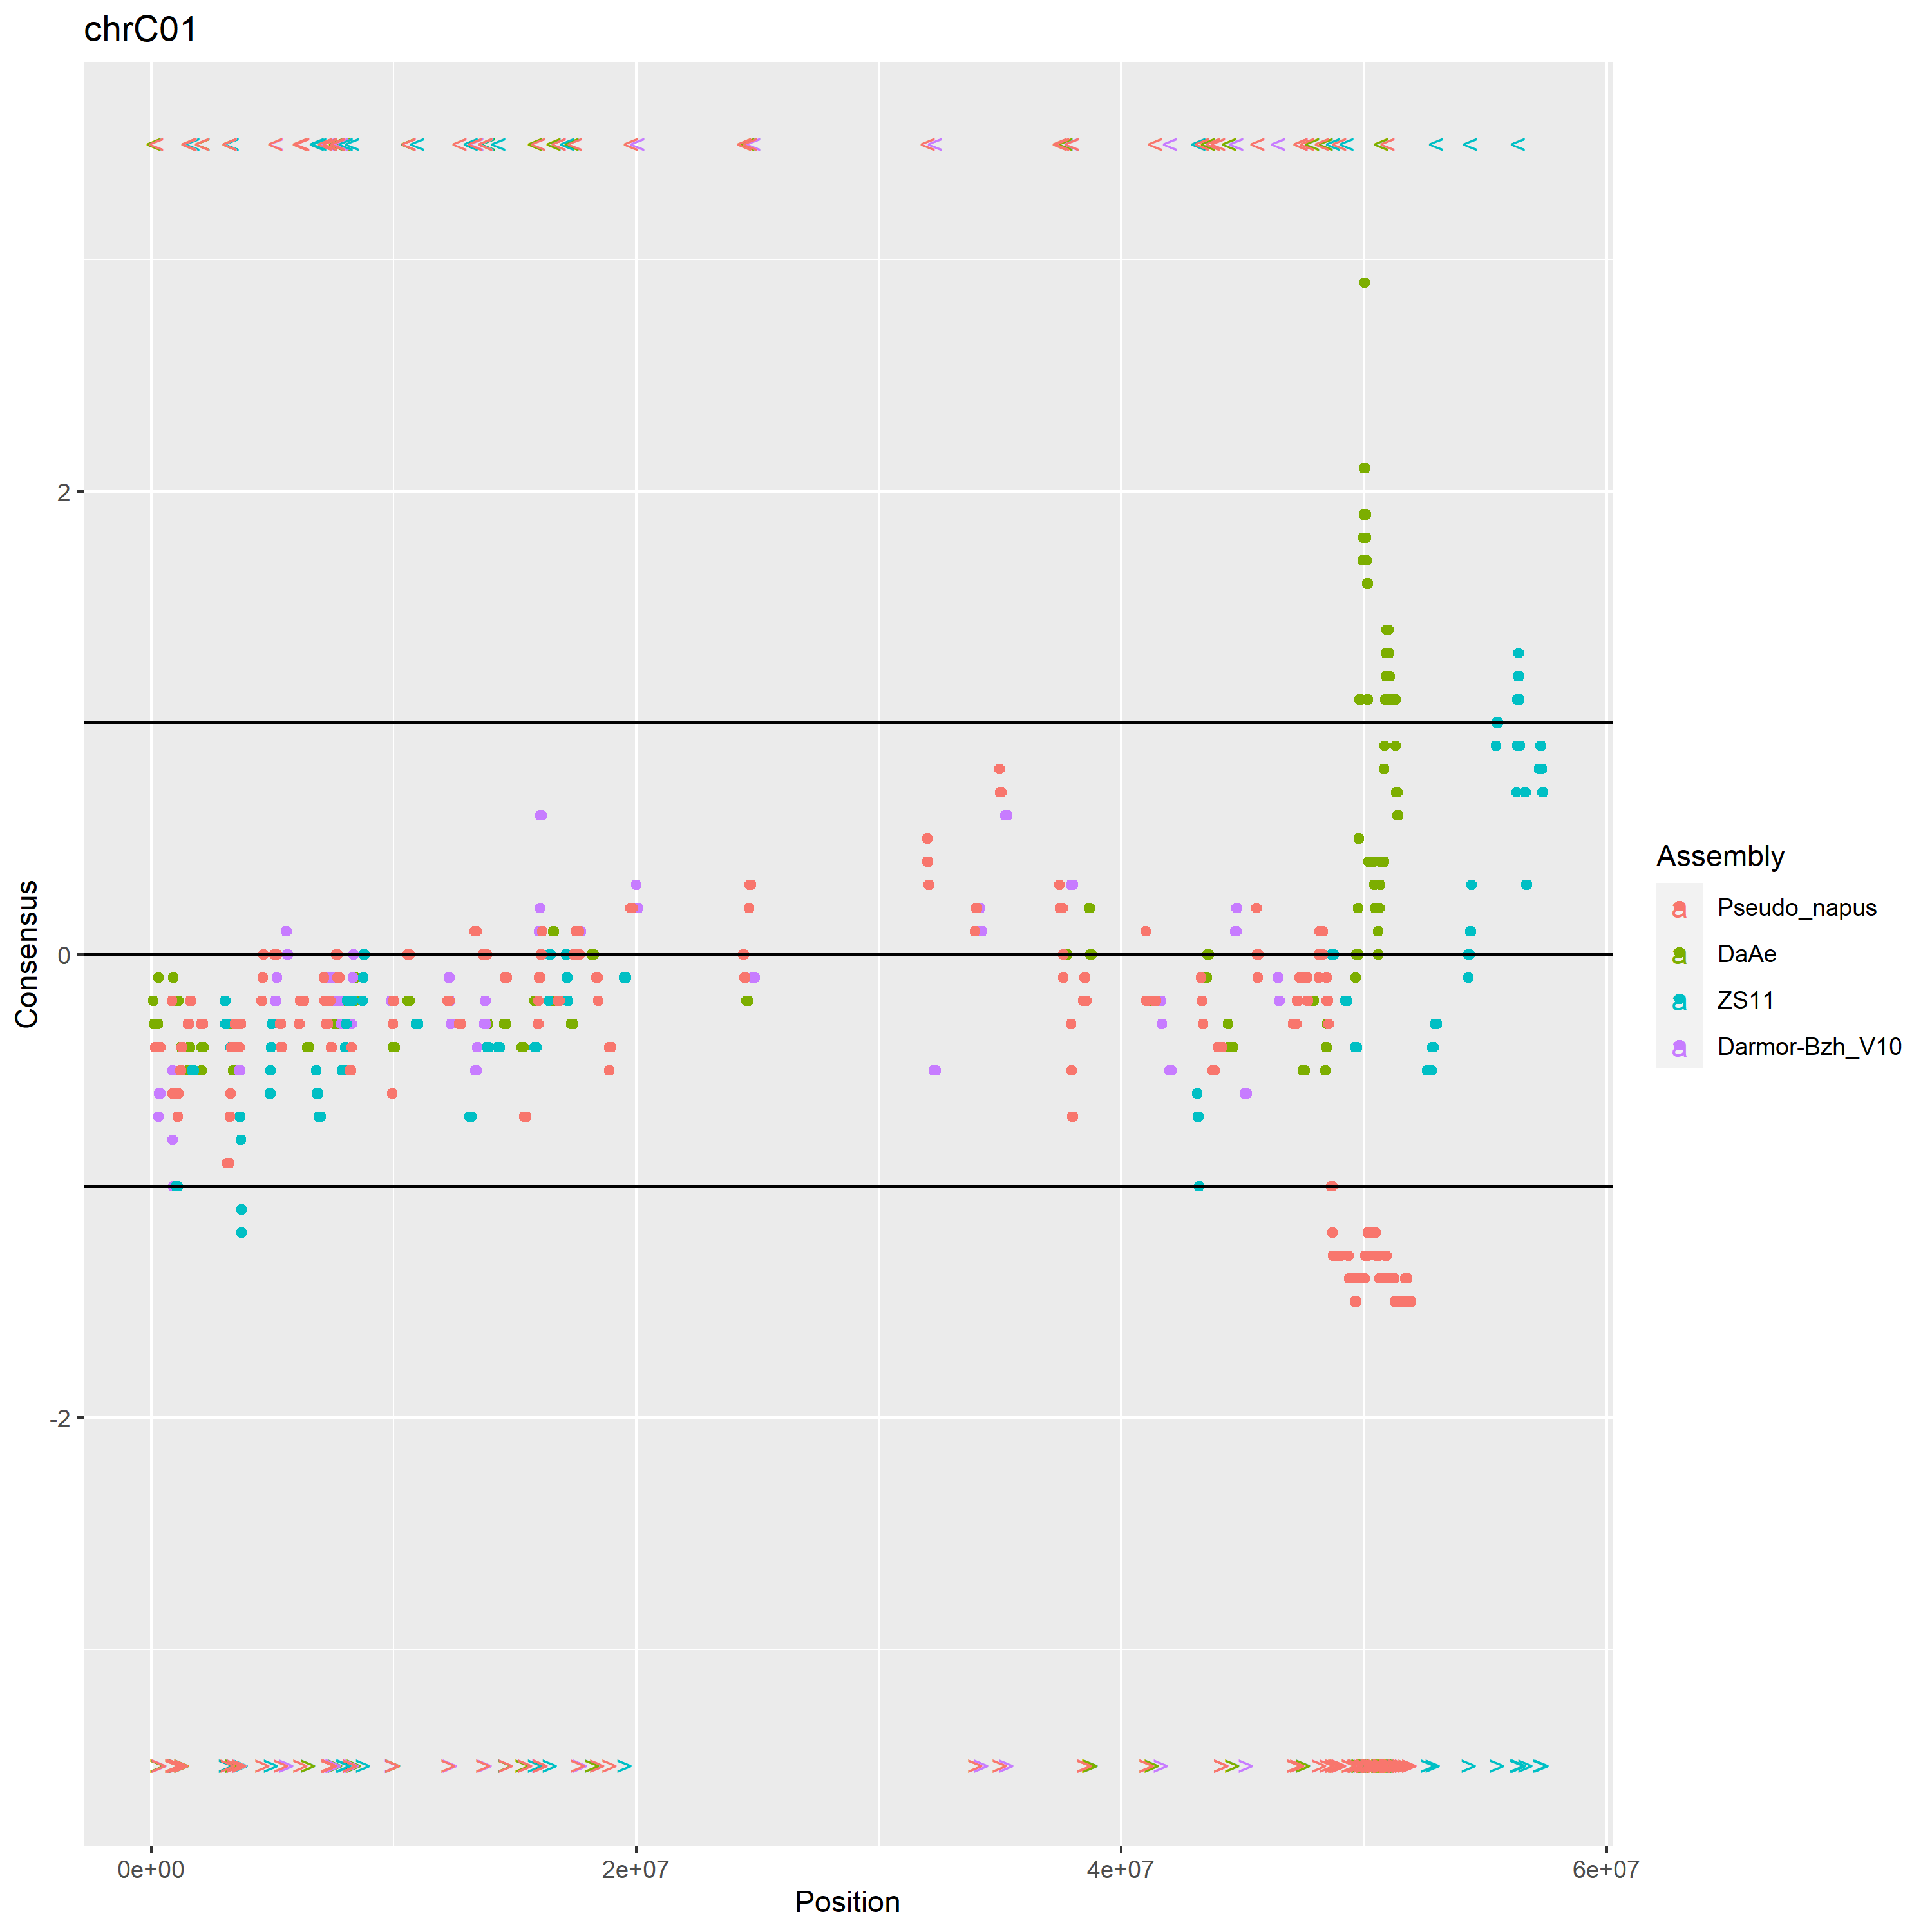 chrC01
2
0
-2
Consensus
0e+00
2e+07
4e+07
6e+07
Position
Assembly
a Pseudo_napus
a DaAe
a ZS11
a Darmor-Bzh_V10